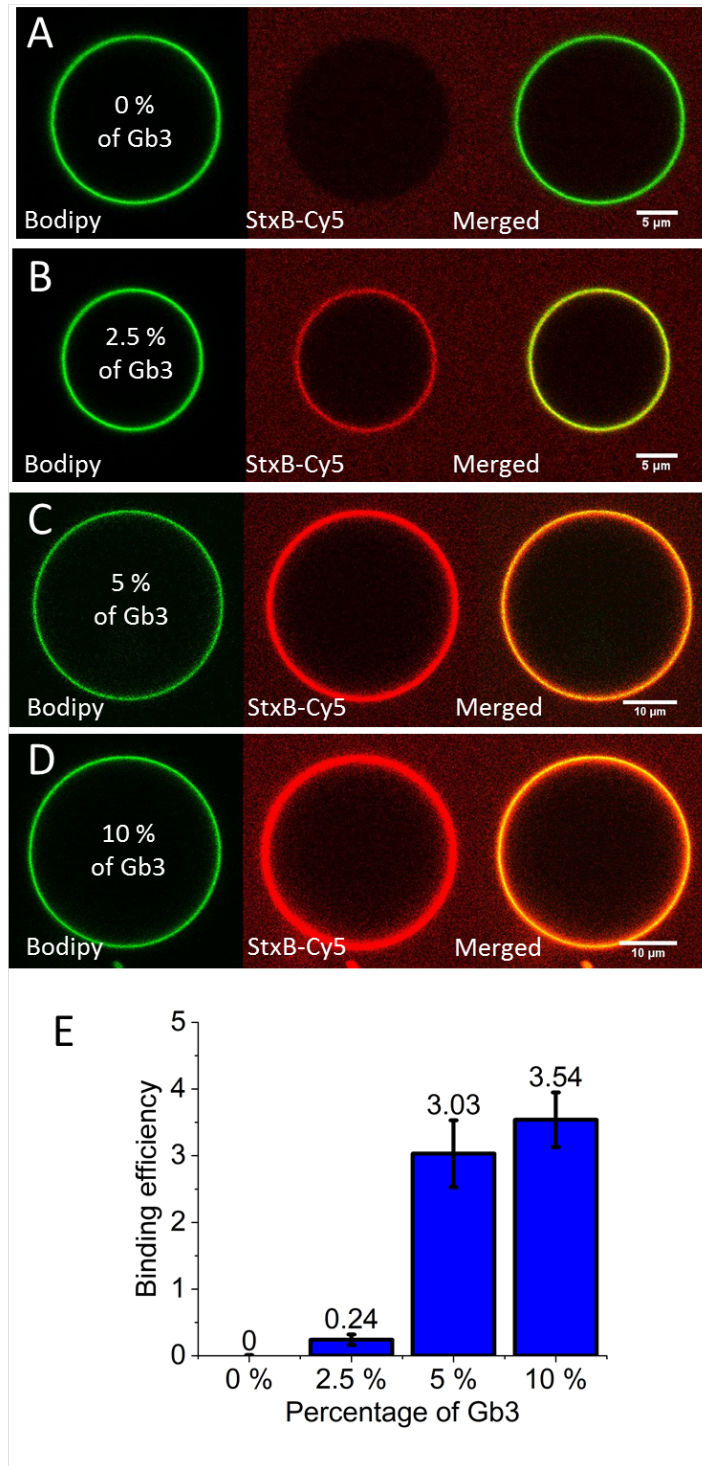 A
0 %
of Gb3
Bodipy
StxB-Cy5
Merged
5 µm
B
2.5 %
of Gb3
Bodipy
StxB-Cy5
Merged
5 µm
C
5 %
of Gb3
Bodipy
StxB-Cy5
Merged
10 µm
D
10 %
of Gb3
Bodipy
StxB-Cy5
Merged
10 µm
E
Binding efficiency
5
4
3
2
1
0
0
0.24
3.03
3.54
0 %
2.5 %
5 %
10 %
Percentage of Gb3